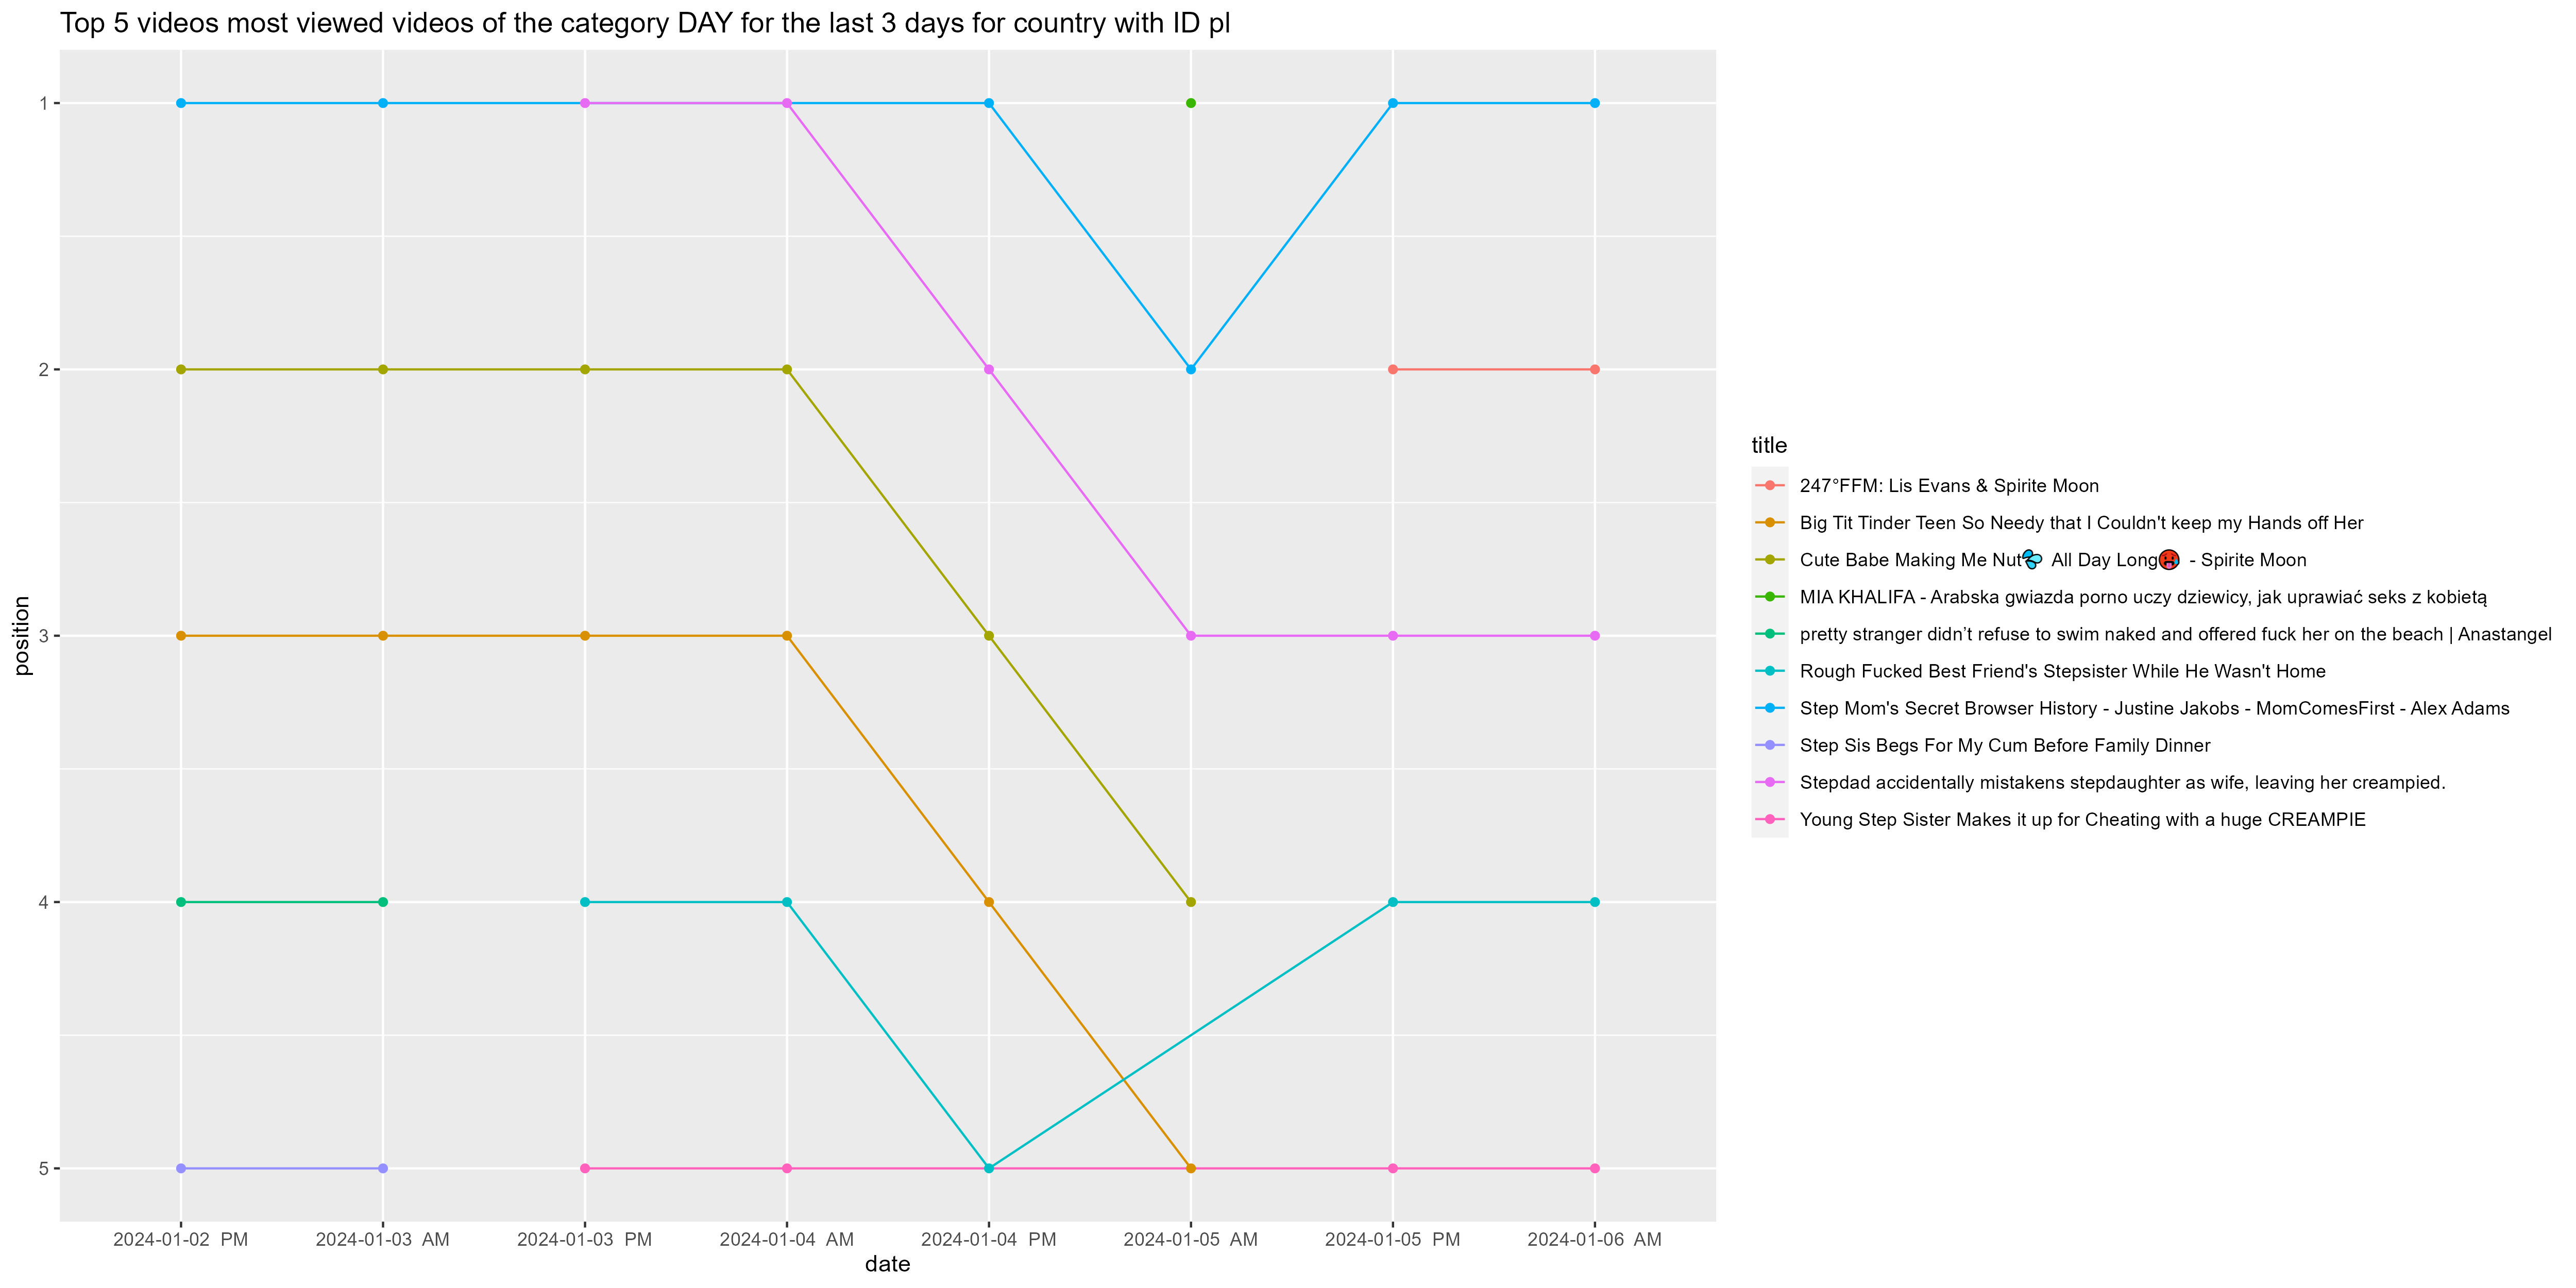 Top 5 videos most viewed videos of the category DAY for the last 3 days for country with ID pl
1
2
3
4
5
position
2024-01-02 PM
2024-01-03 AM
2024-01-03 PM
2024-01-04 AM
2024-01-04 PM
2024-01-05 AM
2024-01-05 PM
2024-01-06 AM
date
title
247°FFM: Lis Evans & Spirite Moon
Big Tit Tinder Teen So Needy that I Couldn't keep my Hands off Her
Cute Babe Making Me Nut💦 All Day Long🥵 - Spirite Moon
MIA KHALIFA - Arabska gwiazda porno uczy dziewicy, jak uprawiać seks z kobietą
pretty stranger didn’t refuse to swim naked and offered fuck her on the beach | Anastangel
Rough Fucked Best Friend's Stepsister While He Wasn't Home
Step Mom's Secret Browser History - Justine Jakobs - MomComesFirst - Alex Adams
Step Sis Begs For My Cum Before Family Dinner
Stepdad accidentally mistakens stepdaughter as wife, leaving her creampied.
Young Step Sister Makes it up for Cheating with a huge CREAMPIE